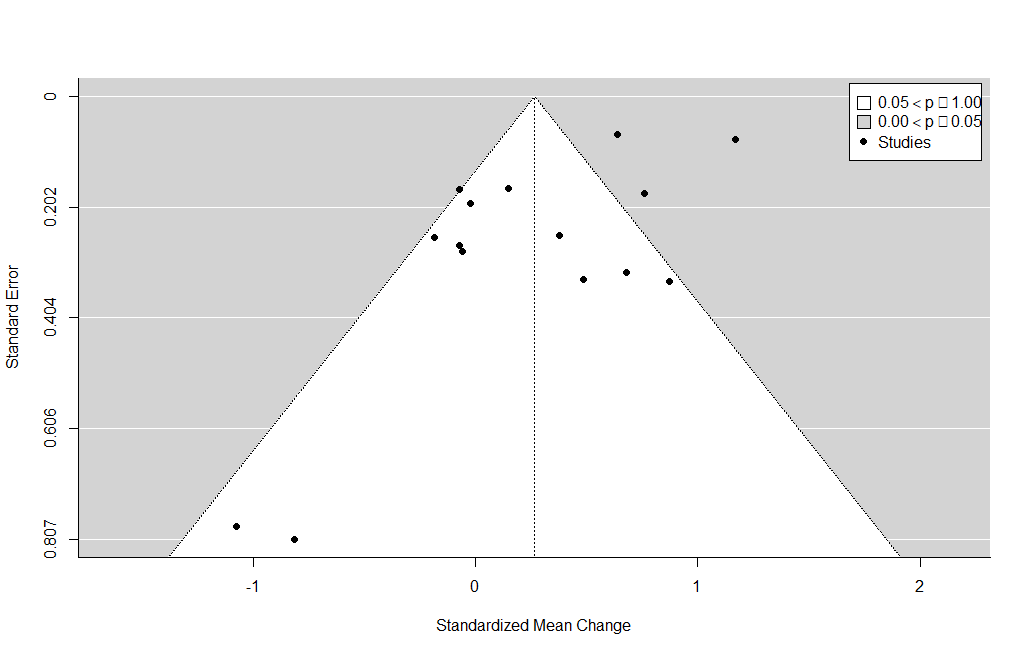 0.05 < p □ 1.00
0.00 < p □ 0.05
Studies
0
0.202
0.404
0.606
0.807
Standard Error
-1
0
1
2
Standardized Mean Change